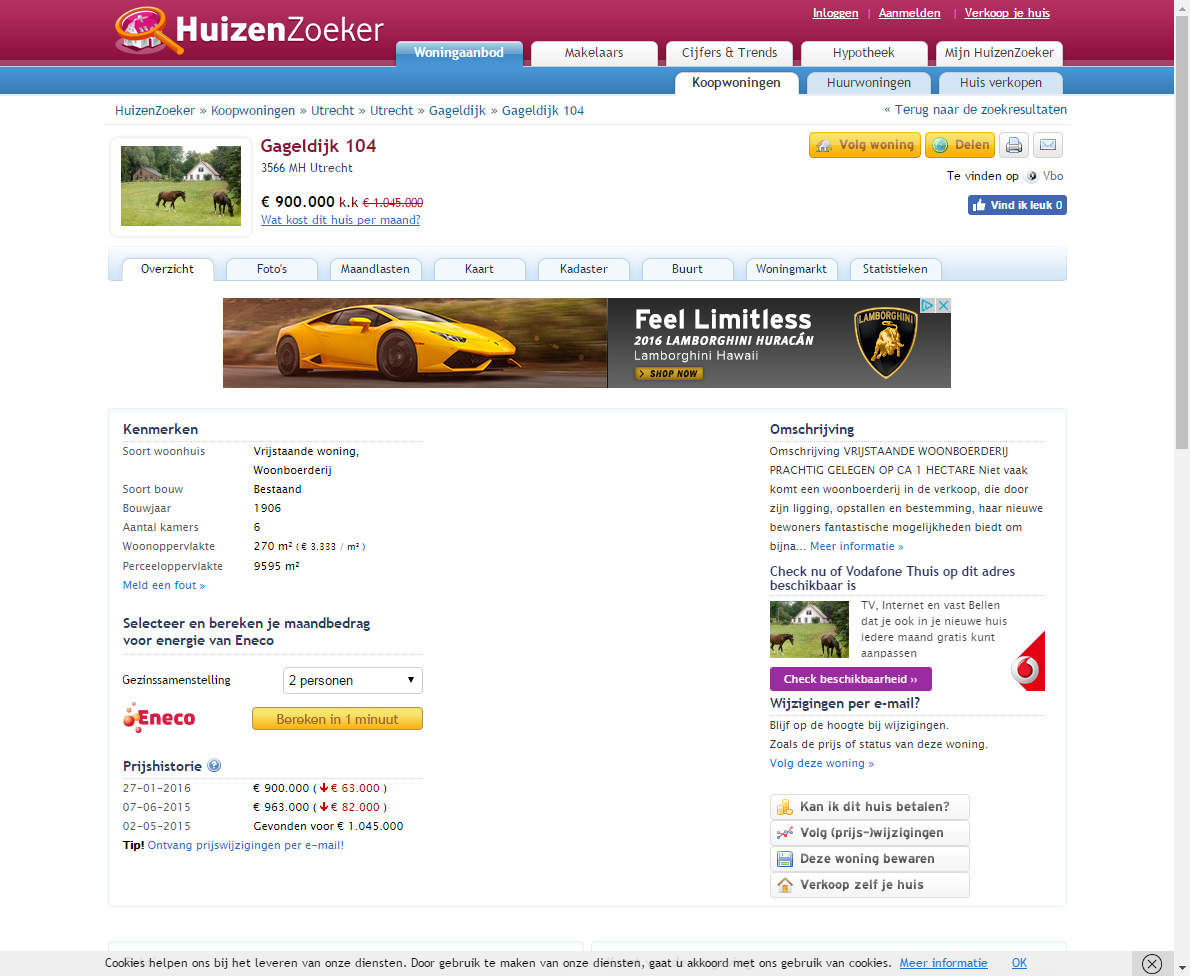 Inloggen | Aanmelden | Verkoop je huis
HuizenZoeker
Woningaanbod Makelaars Cijfers & Trends Hypotheek Mijn HuizenZoeker
Koopwoningen Huurwoningen Huis verkopen
HuizenZoeker » Koopwoningen » Utrecht » Utrecht » Gageldijk » Gageldijk 104
« Terug naar de zoekresultaten
Gageldijk 104
3566 MH Utrecht
€ 900.000 k.k € 1.045.000
Wat kost dit huis per maand?
Volg woning Delen
Te vinden op Vbo
Vind ik leuk 0
Overzicht Foto's Maandlasten Kaart Kadaster Buurt Woningmarkt Statistieken
Feel Limitless
2016 LAMBORGHINI HURACÁN
Lamborghini Hawaii
> SHOP NOW
LAMBORGHINI
Kenmerken
Soort woonhuis Vrijstaande woning,
Woonboerderij
Soort bouw Bestaand
Bouwjaar 1906
Aantal kamers 6
Woonoppervlakte 270 m² ( € 3.333 / m² )
Perceeloppervlakte 9595 m²
Meld een fout »
Selecteer en bereken je maandbedrag
voor energie van Eneco
Gezinssamenstelling 2 personen
Eneco Bereken in 1 minuut
Prijshistorie ?
27-01-2016 € 900.000 ( € 63.000 )
07-06-2015 € 963.000 ( € 82.000 )
02-05-2015 Gevonden voor € 1.045.000
Tip! Ontvang prijswijzigingen per e-mail!
Omschrijving
Omschrijving VRIJSTAANDE WOONBOERDERIJ
PRACHTIG GELEGEN OP CA 1 HECTARE Niet vaak
komt een woonboerderij in de verkoop, die door
zijn ligging, opstallen en bestemming, haar nieuwe
bewoners fantastische mogelijkheden biedt om
bijna... Meer informatie »
Check nu of Vodafone Thuis op dit adres
beschikbaar is
TV, Internet en vast Bellen
dat je ook in je nieuwe huis
iedere maand gratis kunt
aanpassen
Check beschikbaarheid ››
Wijzigingen per e-mail?
Blijf op de hoogte bij wijzigingen.
Zoals de prijs of status van deze woning.
Volg deze woning »
Kan ik dit huis betalen?
Volg (prijs-)wijzigingen
Deze woning bewaren
Verkoop zelf je huis
Cookies helpen ons bij het leveren van onze diensten. Door gebruik te maken van onze diensten, gaat u akkoord met ons gebruik van cookies. Meer informatie OK